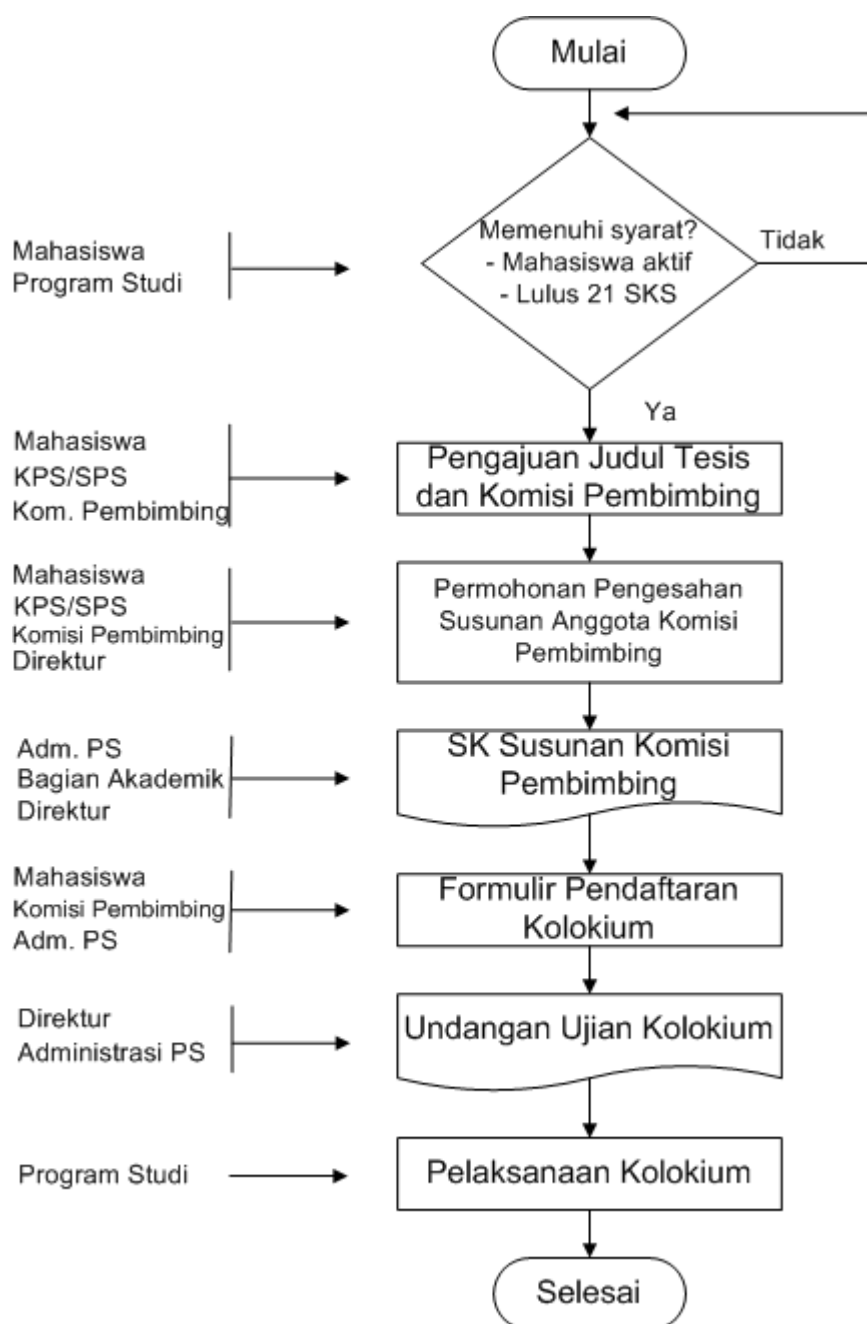 Mulai
Memenuhi syarat?
- Mahasiswa aktif
- Lulus 21 SKS
Tidak
Mahasiswa
Program Studi
Ya
Mahasiswa
KPS/SPS
Kom. Pembimbing
Pengajuan Judul Tesis
dan Komisi Pembimbing
Mahasiswa
KPS/SPS
Komisi Pembimbing
Direktur
Permohonan Pengesahan
Susunan Anggota Komisi
Pembimbing
Adm. PS
Bagian Akademik
Direktur
SK Susunan Komisi
Pembimbing
Mahasiswa
Komisi Pembimbing
Adm. PS
Formulir Pendaftaran
Kolokium
Direktur
Administrasi PS
Undangan Ujian Kolokium
Program Studi
Pelaksanaan Kolokium
Selesai